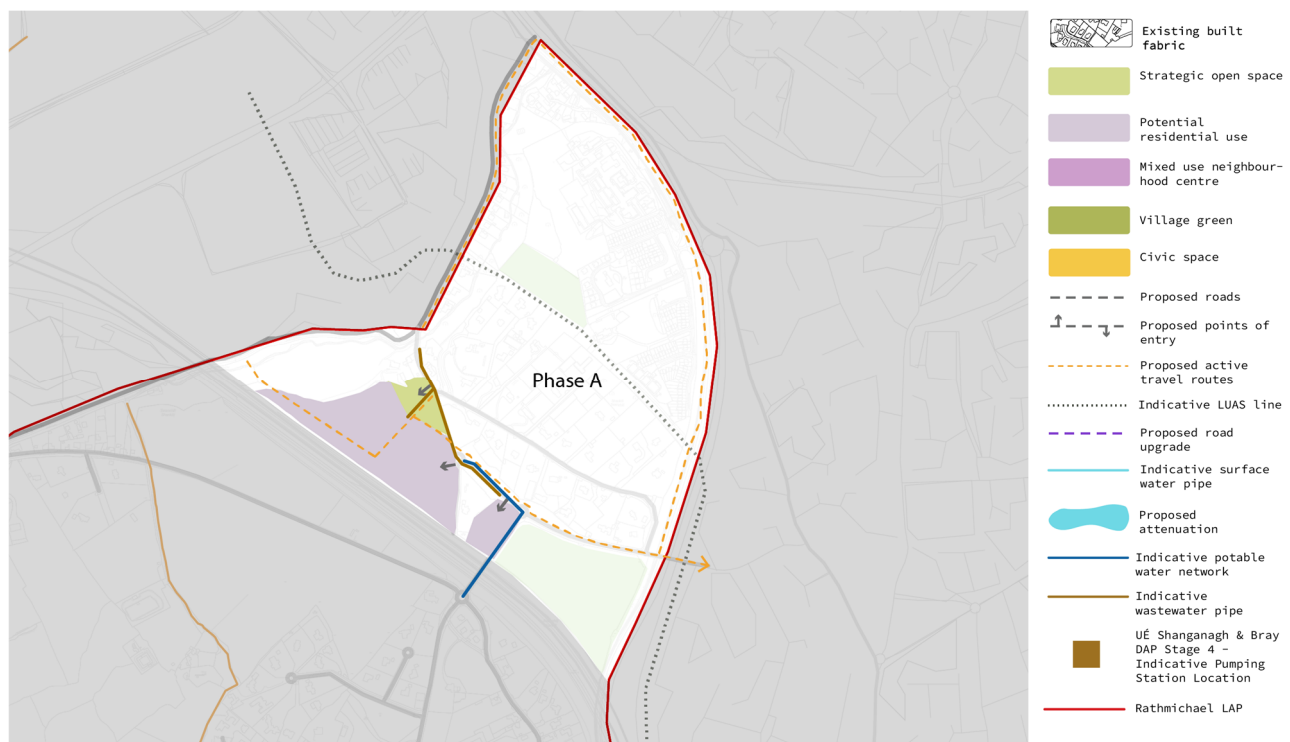 Phase A
Existing built
fabric
Strategic open space
Potential
residential use
Mixed use neighbour-
hood centre
Village green
Civic space
Proposed roads
Proposed points of
entry
Proposed active
travel routes
Indicative LUAS line
Proposed road
upgrade
Indicative surface
water pipe
Proposed
attenuation
Indicative potable
water network
Indicative
wastewater pipe
UÉ Shanganagh & Bray
DAP Stage 4 –
Indicative Pumping
Station Location
Rathmichael LAP